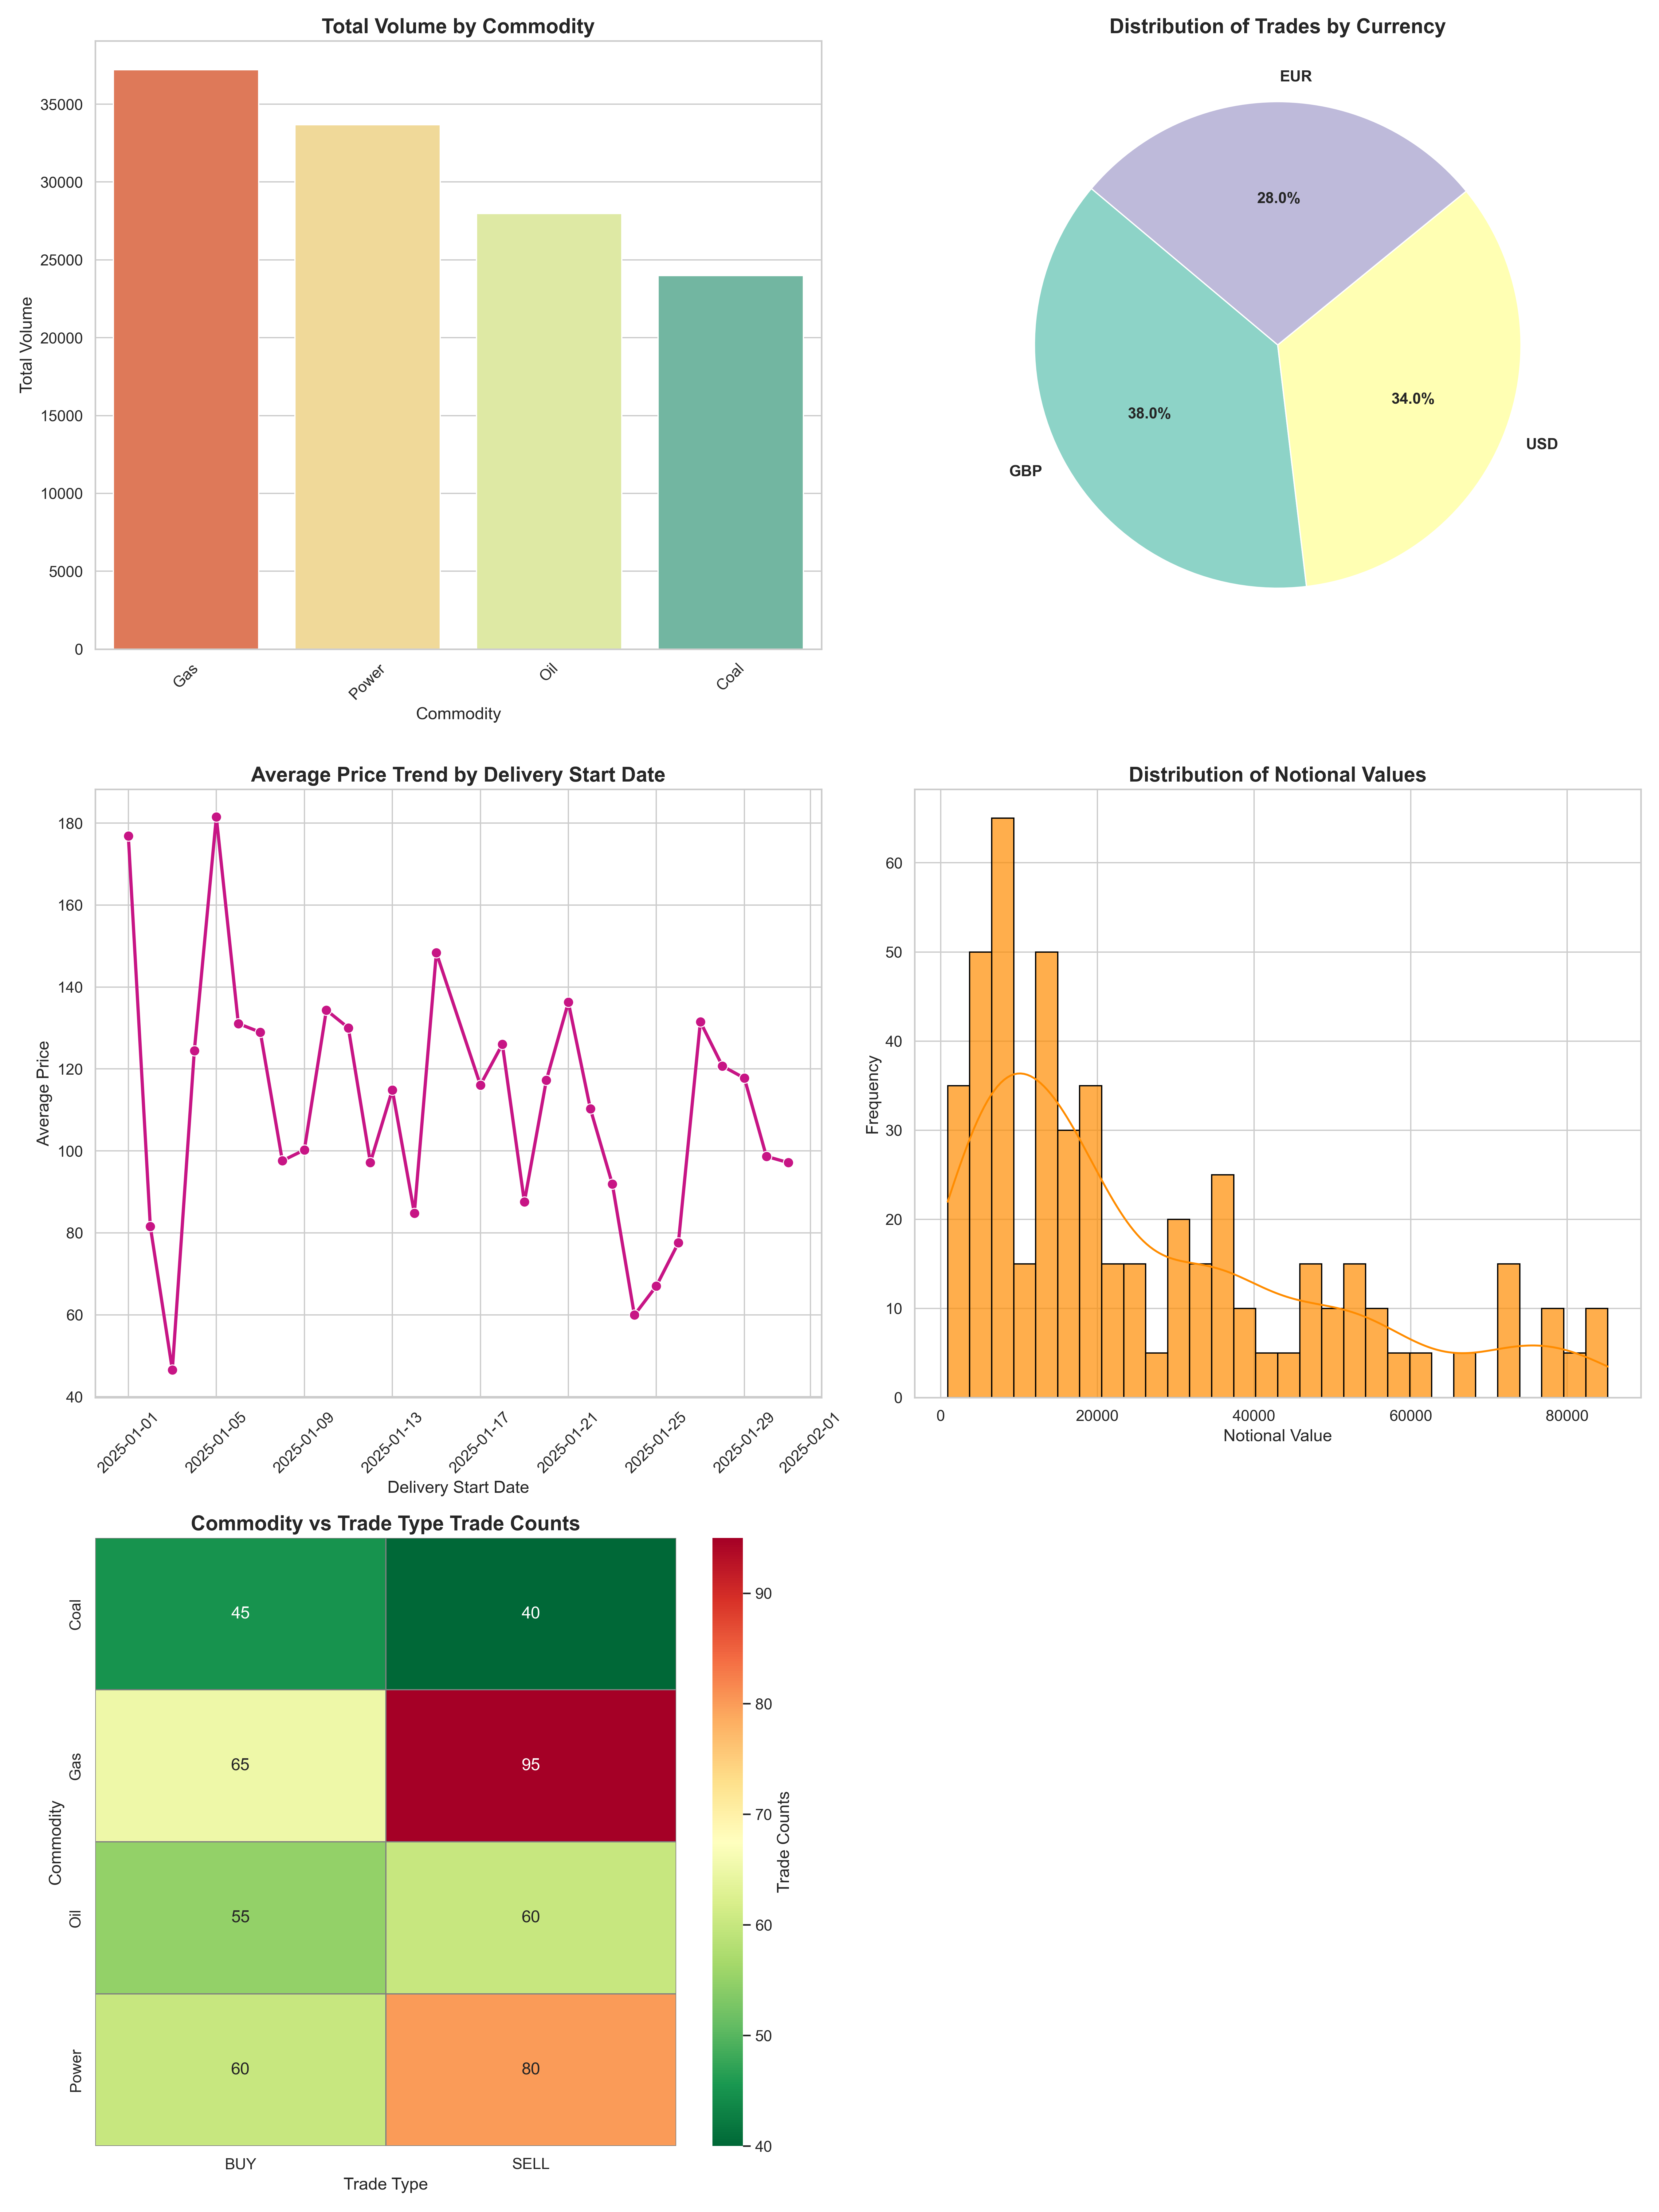 Total Volume by Commodity
Total Volume
35000
30000
25000
20000
15000
10000
5000
0
Gas
Power
Oil
Coal
Commodity
Distribution of Trades by Currency
EUR
28.0%
38.0%
34.0%
GBP
USD
Average Price Trend by Delivery Start Date
Average Price
180
160
140
120
100
80
60
40
2025-01-01
2025-01-05
2025-01-09
2025-01-13
2025-01-17
2025-01-21
2025-01-25
2025-01-29
2025-02-01
Delivery Start Date
Distribution of Notional Values
Frequency
60
50
40
30
20
10
0
0
20000
40000
60000
80000
Notional Value
Commodity vs Trade Type Trade Counts
Commodity
Coal
45
40
Gas
65
95
Oil
55
60
Power
60
80
BUY
SELL
Trade Type
90
80
70
60
50
40
Trade Counts